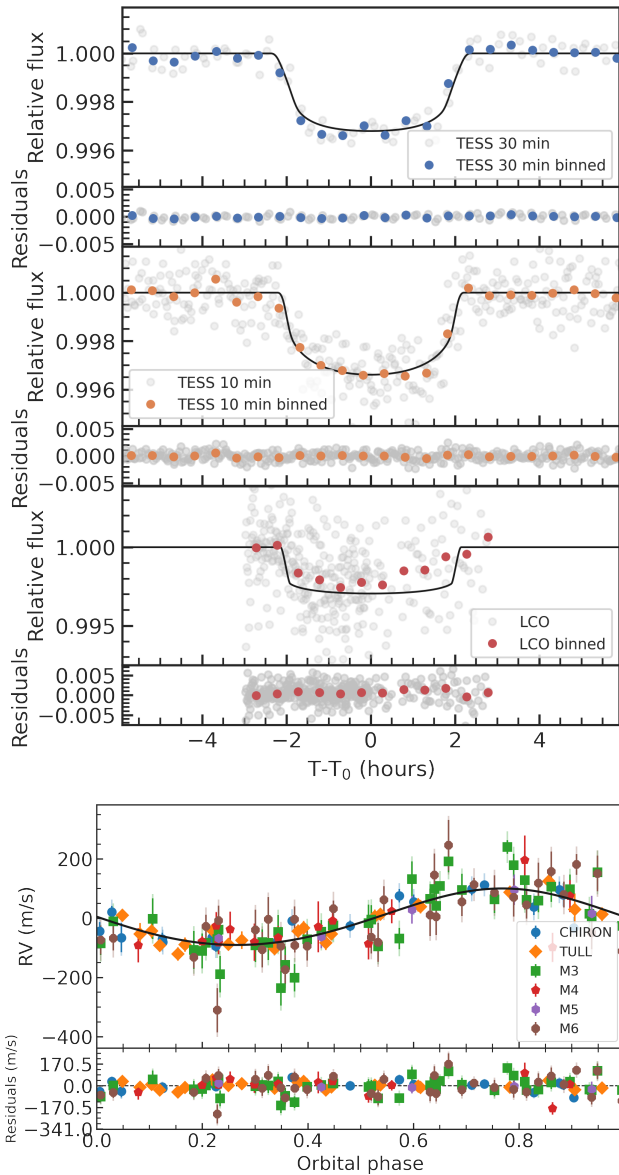 Relative flux
1.000
0.998
0.996
TESS 30 min
TESS 30 min binned
Residuals
0.005
0.000
−0.005
Relative flux
1.000
0.998
0.996
TESS 10 min
TESS 10 min binned
Residuals
0.005
0.000
−0.005
Relative flux
1.000
0.995
LCO
LCO binned
Residuals
0.005
0.000
−0.005
−4 −2 0 2 4
T-T0 (hours)
RV (m/s)
200
0
−200
−400
CHIRON
TULL
M3
M4
M5
M6
Residuals (m/s)
170.5
0.0
−170.5
−341.0
0.0 0.2 0.4 0.6 0.8
Orbital phase